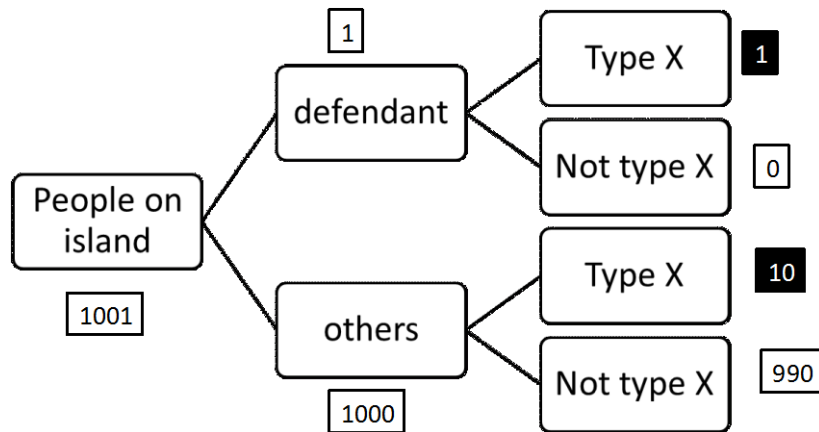 1
Type X
1
defendant
Not type X
0
People on
island
1001
Type X
10
others
Not type X
990
1000